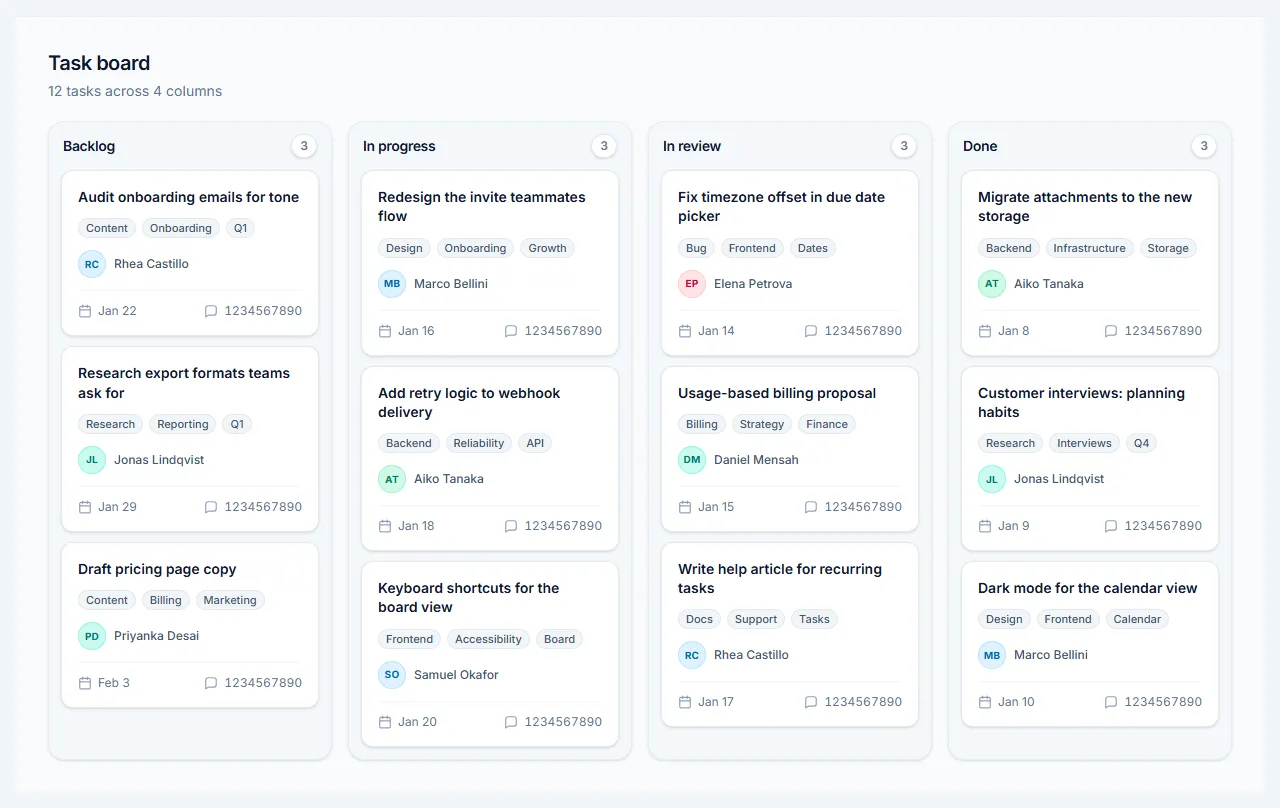 Task board
12 tasks across 4 columns
Backlog
3
Audit onboarding emails for tone
Content
Onboarding
Q1
RC
Rhea Castillo
Jan 22
1234567890
Research export formats teams
ask for
Research
Reporting
Q1
JL
Jonas Lindqvist
Jan 29
1234567890
Draft pricing page copy
Content
Billing
Marketing
PD
Priyanka Desai
Feb 3
1234567890
In progress
3
Redesign the invite teammates
flow
Design
Onboarding
Growth
MB
Marco Bellini
Jan 16
1234567890
Add retry logic to webhook
delivery
Backend
Reliability
API
AT
Aiko Tanaka
Jan 18
1234567890
Keyboard shortcuts for the
board view
Frontend
Accessibility
Board
SO
Samuel Okafor
Jan 20
1234567890
In review
3
Fix timezone offset in due date
picker
Bug
Frontend
Dates
EP
Elena Petrova
Jan 14
1234567890
Usage-based billing proposal
Billing
Strategy
Finance
DM
Daniel Mensah
Jan 15
1234567890
Write help article for recurring
tasks
Docs
Support
Tasks
RC
Rhea Castillo
Jan 17
1234567890
Done
3
Migrate attachments to the new
storage
Backend
Infrastructure
Storage
AT
Aiko Tanaka
Jan 8
1234567890
Customer interviews: planning
habits
Research
Interviews
Q4
JL
Jonas Lindqvist
Jan 9
1234567890
Dark mode for the calendar view
Design
Frontend
Calendar
MB
Marco Bellini
Jan 10
1234567890